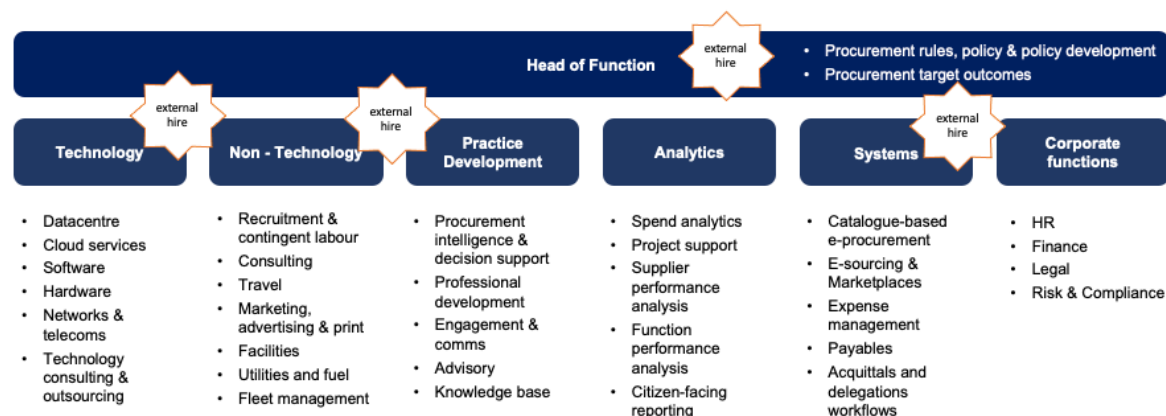 Head of Function
external
hire
• Procurement rules, policy & policy development
• Procurement target outcomes
Technology
external
hire
Non - Technology
external
hire
Practice
Development
Analytics
Systems
external
hire
Corporate
functions
• Datacentre
• Cloud services
• Software
• Hardware
• Networks &
telecoms
• Technology
consulting &
outsourcing
• Recruitment &
contingent labour
• Consulting
• Travel
• Marketing,
advertising & print
• Facilities
• Utilities and fuel
• Fleet management
• Procurement
intelligence &
decision support
• Professional
development
• Engagement &
comms
• Advisory
• Knowledge base
• Spend analytics
• Project support
• Supplier
performance
analysis
• Function
performance
analysis
• Citizen-facing
reporting
• Catalogue-based
e-procurement
• E-sourcing &
Marketplaces
• Expense
management
• Payables
• Acquittals and
delegations
workflows
• HR
• Finance
• Legal
• Risk & Compliance